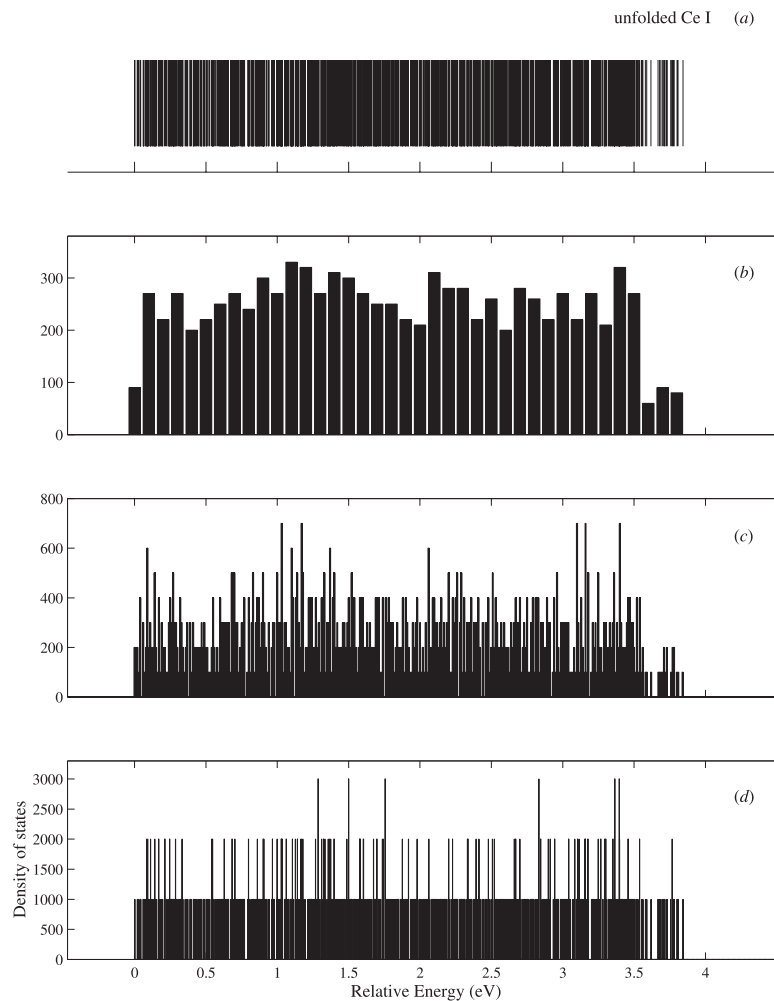 unfolded Ce I (a)
(b)
300
200
100
0
800
(c)
600
400
200
0
3000
(d)
2500
2000
1500
1000
500
0
Density of states
0 0.5 1 1.5 2 2.5 3 3.5 4
Relative Energy (eV)